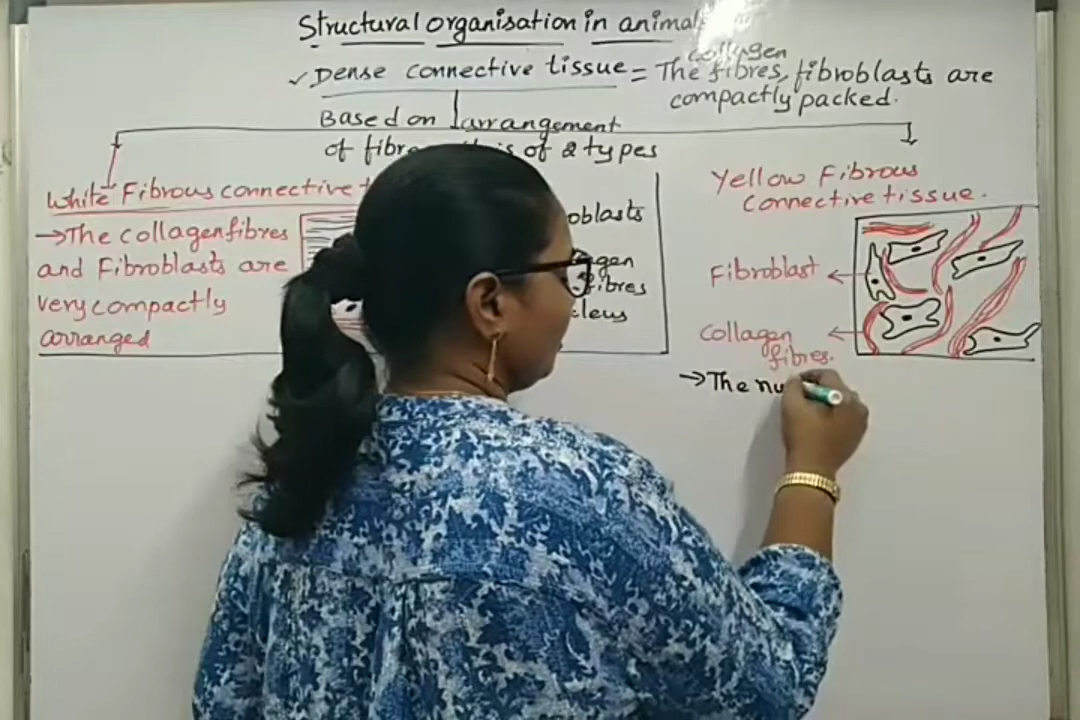 Structural organisation in animal
✓ Dense connective tissue = The collagen fibres, fibroblasts are
compactly packed.
Based on arrangement
of is of 2 types
White Fibrous connective
→ The collagen fibres
and Fibroblasts are
very compactly
arranged
fibres
Yellow Fibrous
connective tissue.
Fibroblast
Collagen
fibres.
→ The nu